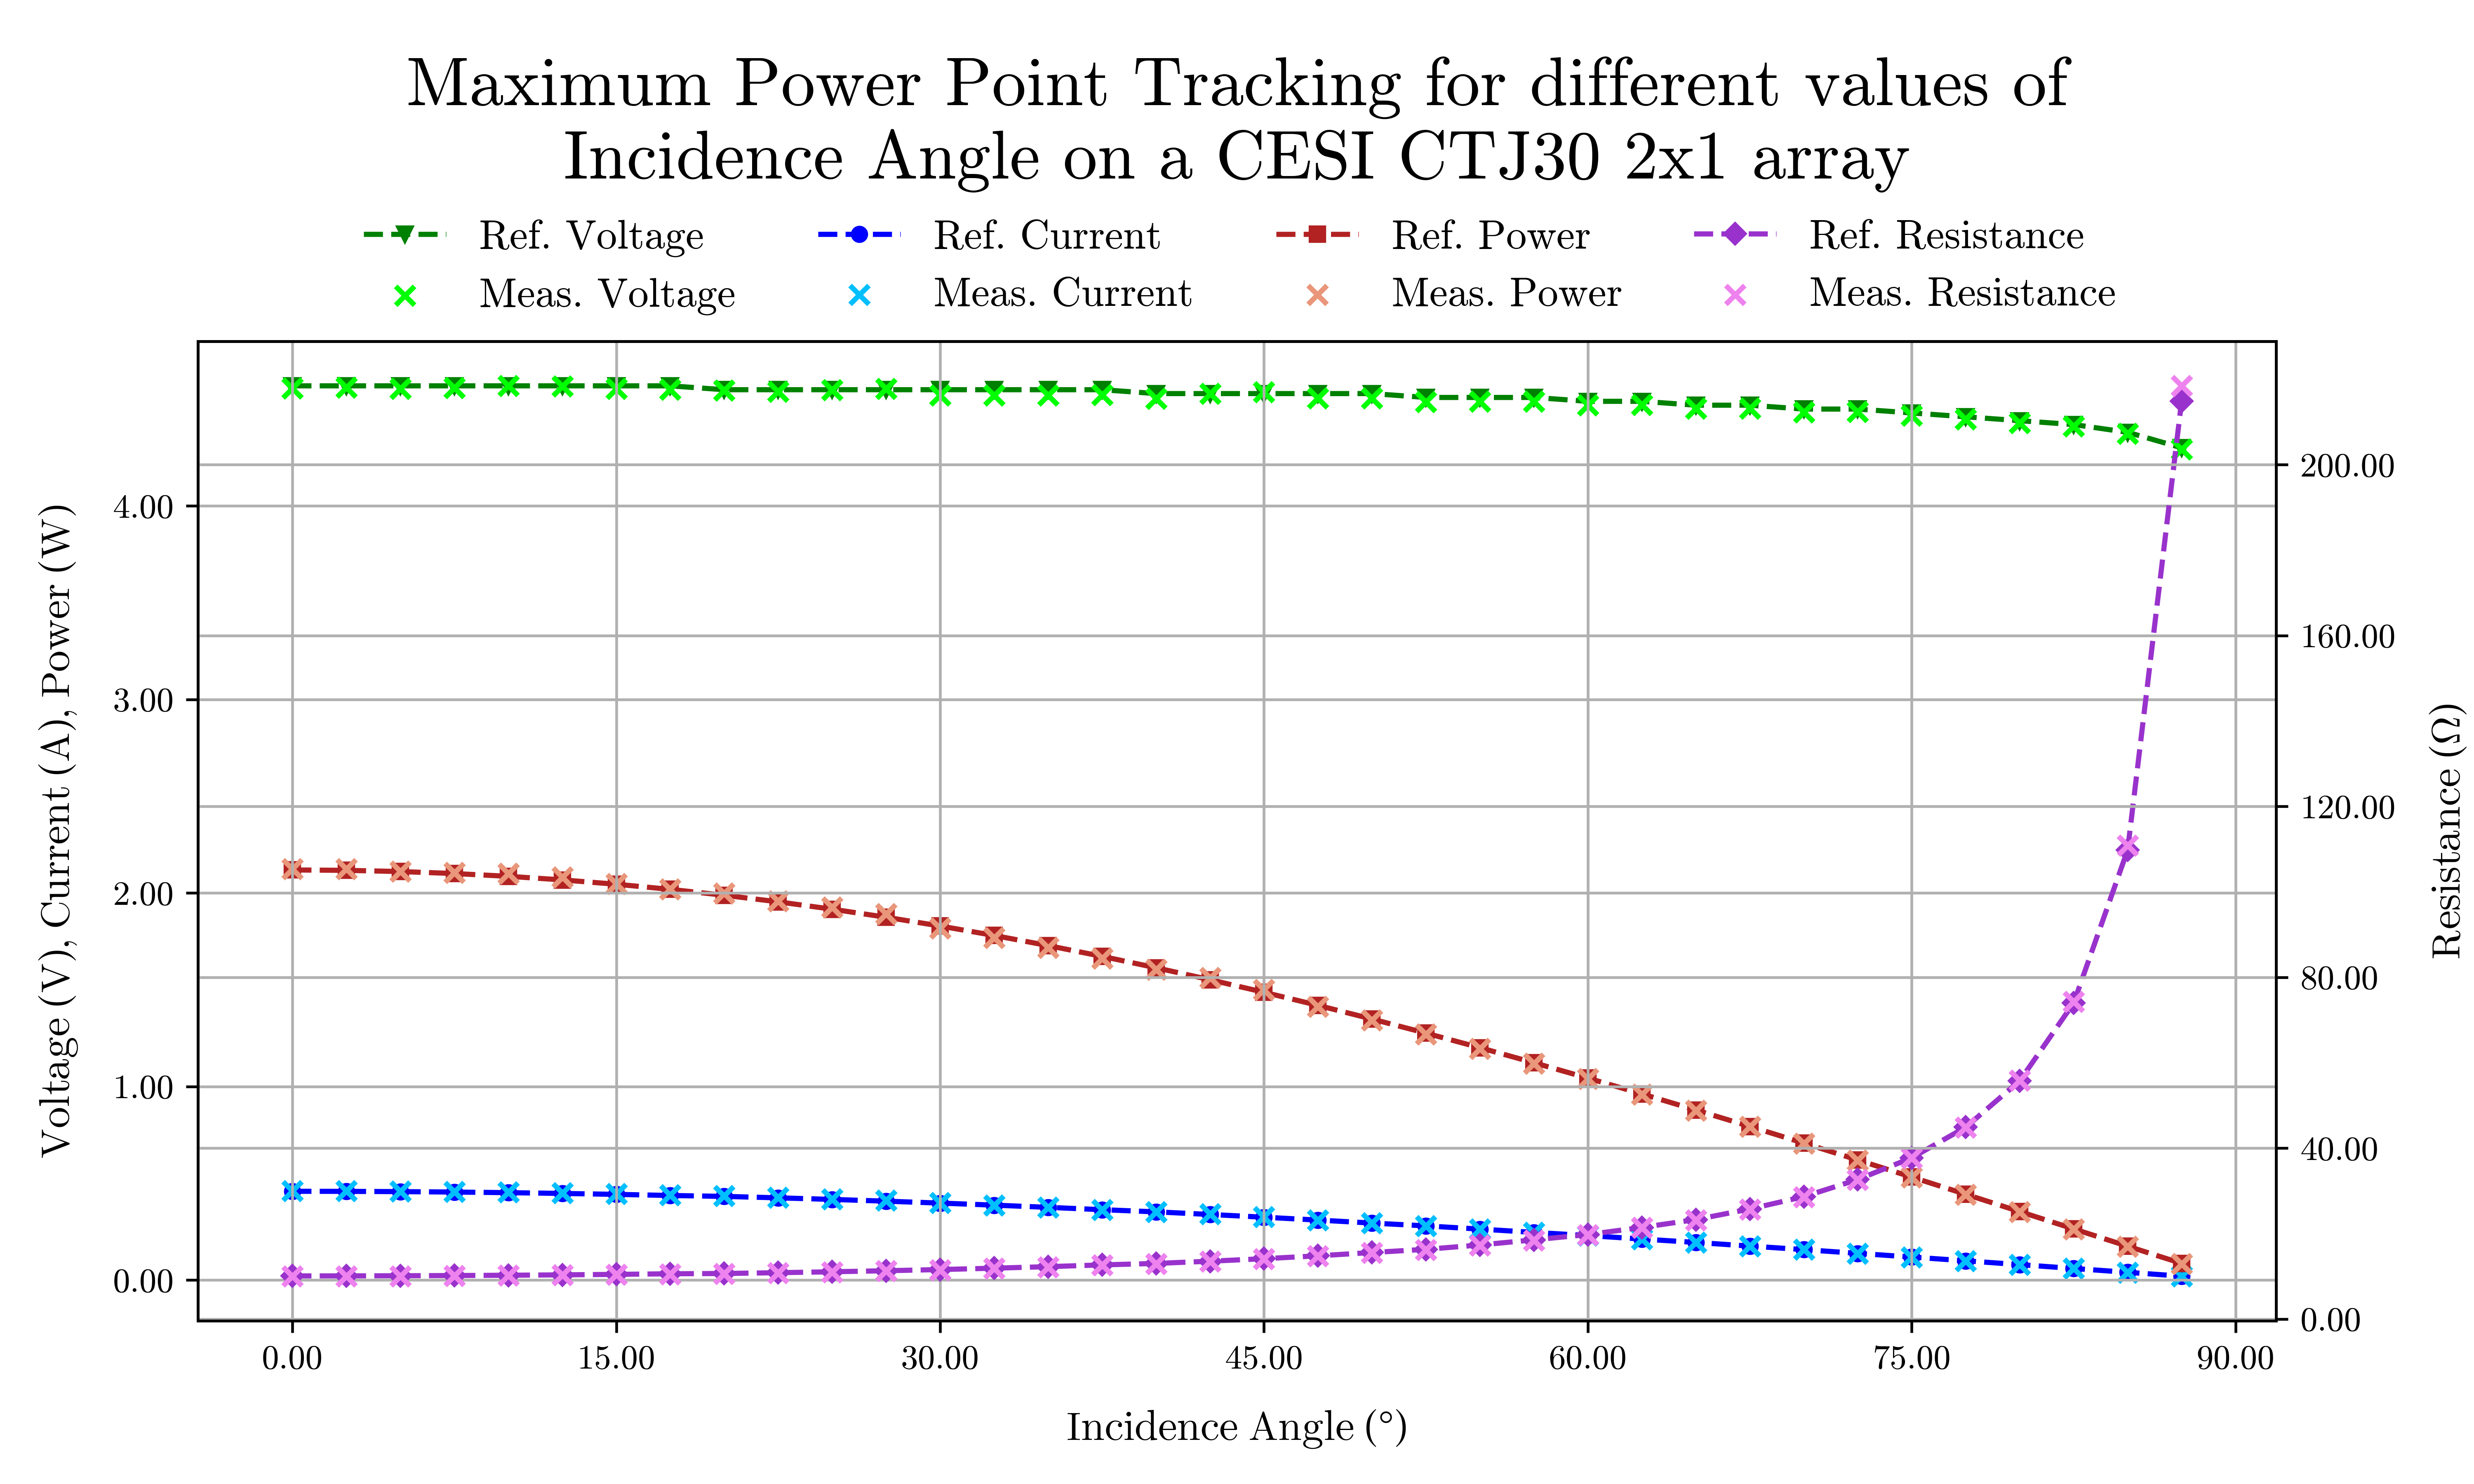 Maximum Power Point Tracking for different values of
Incidence Angle on a CESI CTJ30 2x1 array
Ref. Voltage
Ref. Current
Ref. Power
Ref. Resistance
Meas. Voltage
Meas. Current
Meas. Power
Meas. Resistance
Voltage (V), Current (A), Power (W)
4.00
3.00
2.00
1.00
0.00
200.00
160.00
120.00
80.00
40.00
0.00
Resistance (Ω)
0.00
15.00
30.00
45.00
60.00
75.00
90.00
Incidence Angle (°)